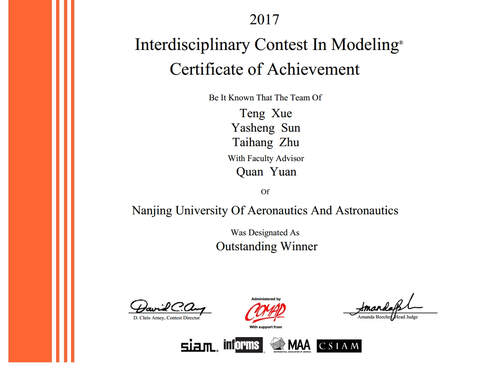 2017
Interdisciplinary Contest In Modeling®
Certificate of Achievement
Be It Known That The Team Of
Teng Xue
Yasheng Sun
Taihang Zhu
With Faculty Advisor
Quan Yuan
Of
Nanjing University Of Aeronautics And Astronautics
Was Designated As
Outstanding Winner
Administered by
David C. Arney
COMAP
D. Chris Arney, Contest Director
Amanda Beecher, Head Judge
With support from
siam.
informs
MAA
CSIAM